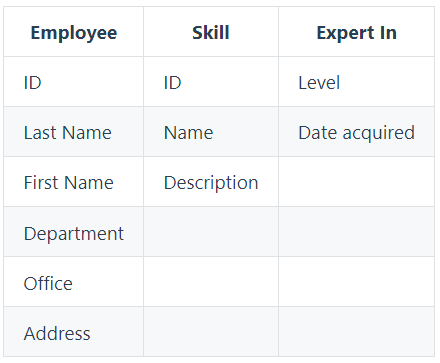 Employee Skill Expert In
ID ID Level
Last Name Name Date acquired
First Name Description
Department
Office
Address